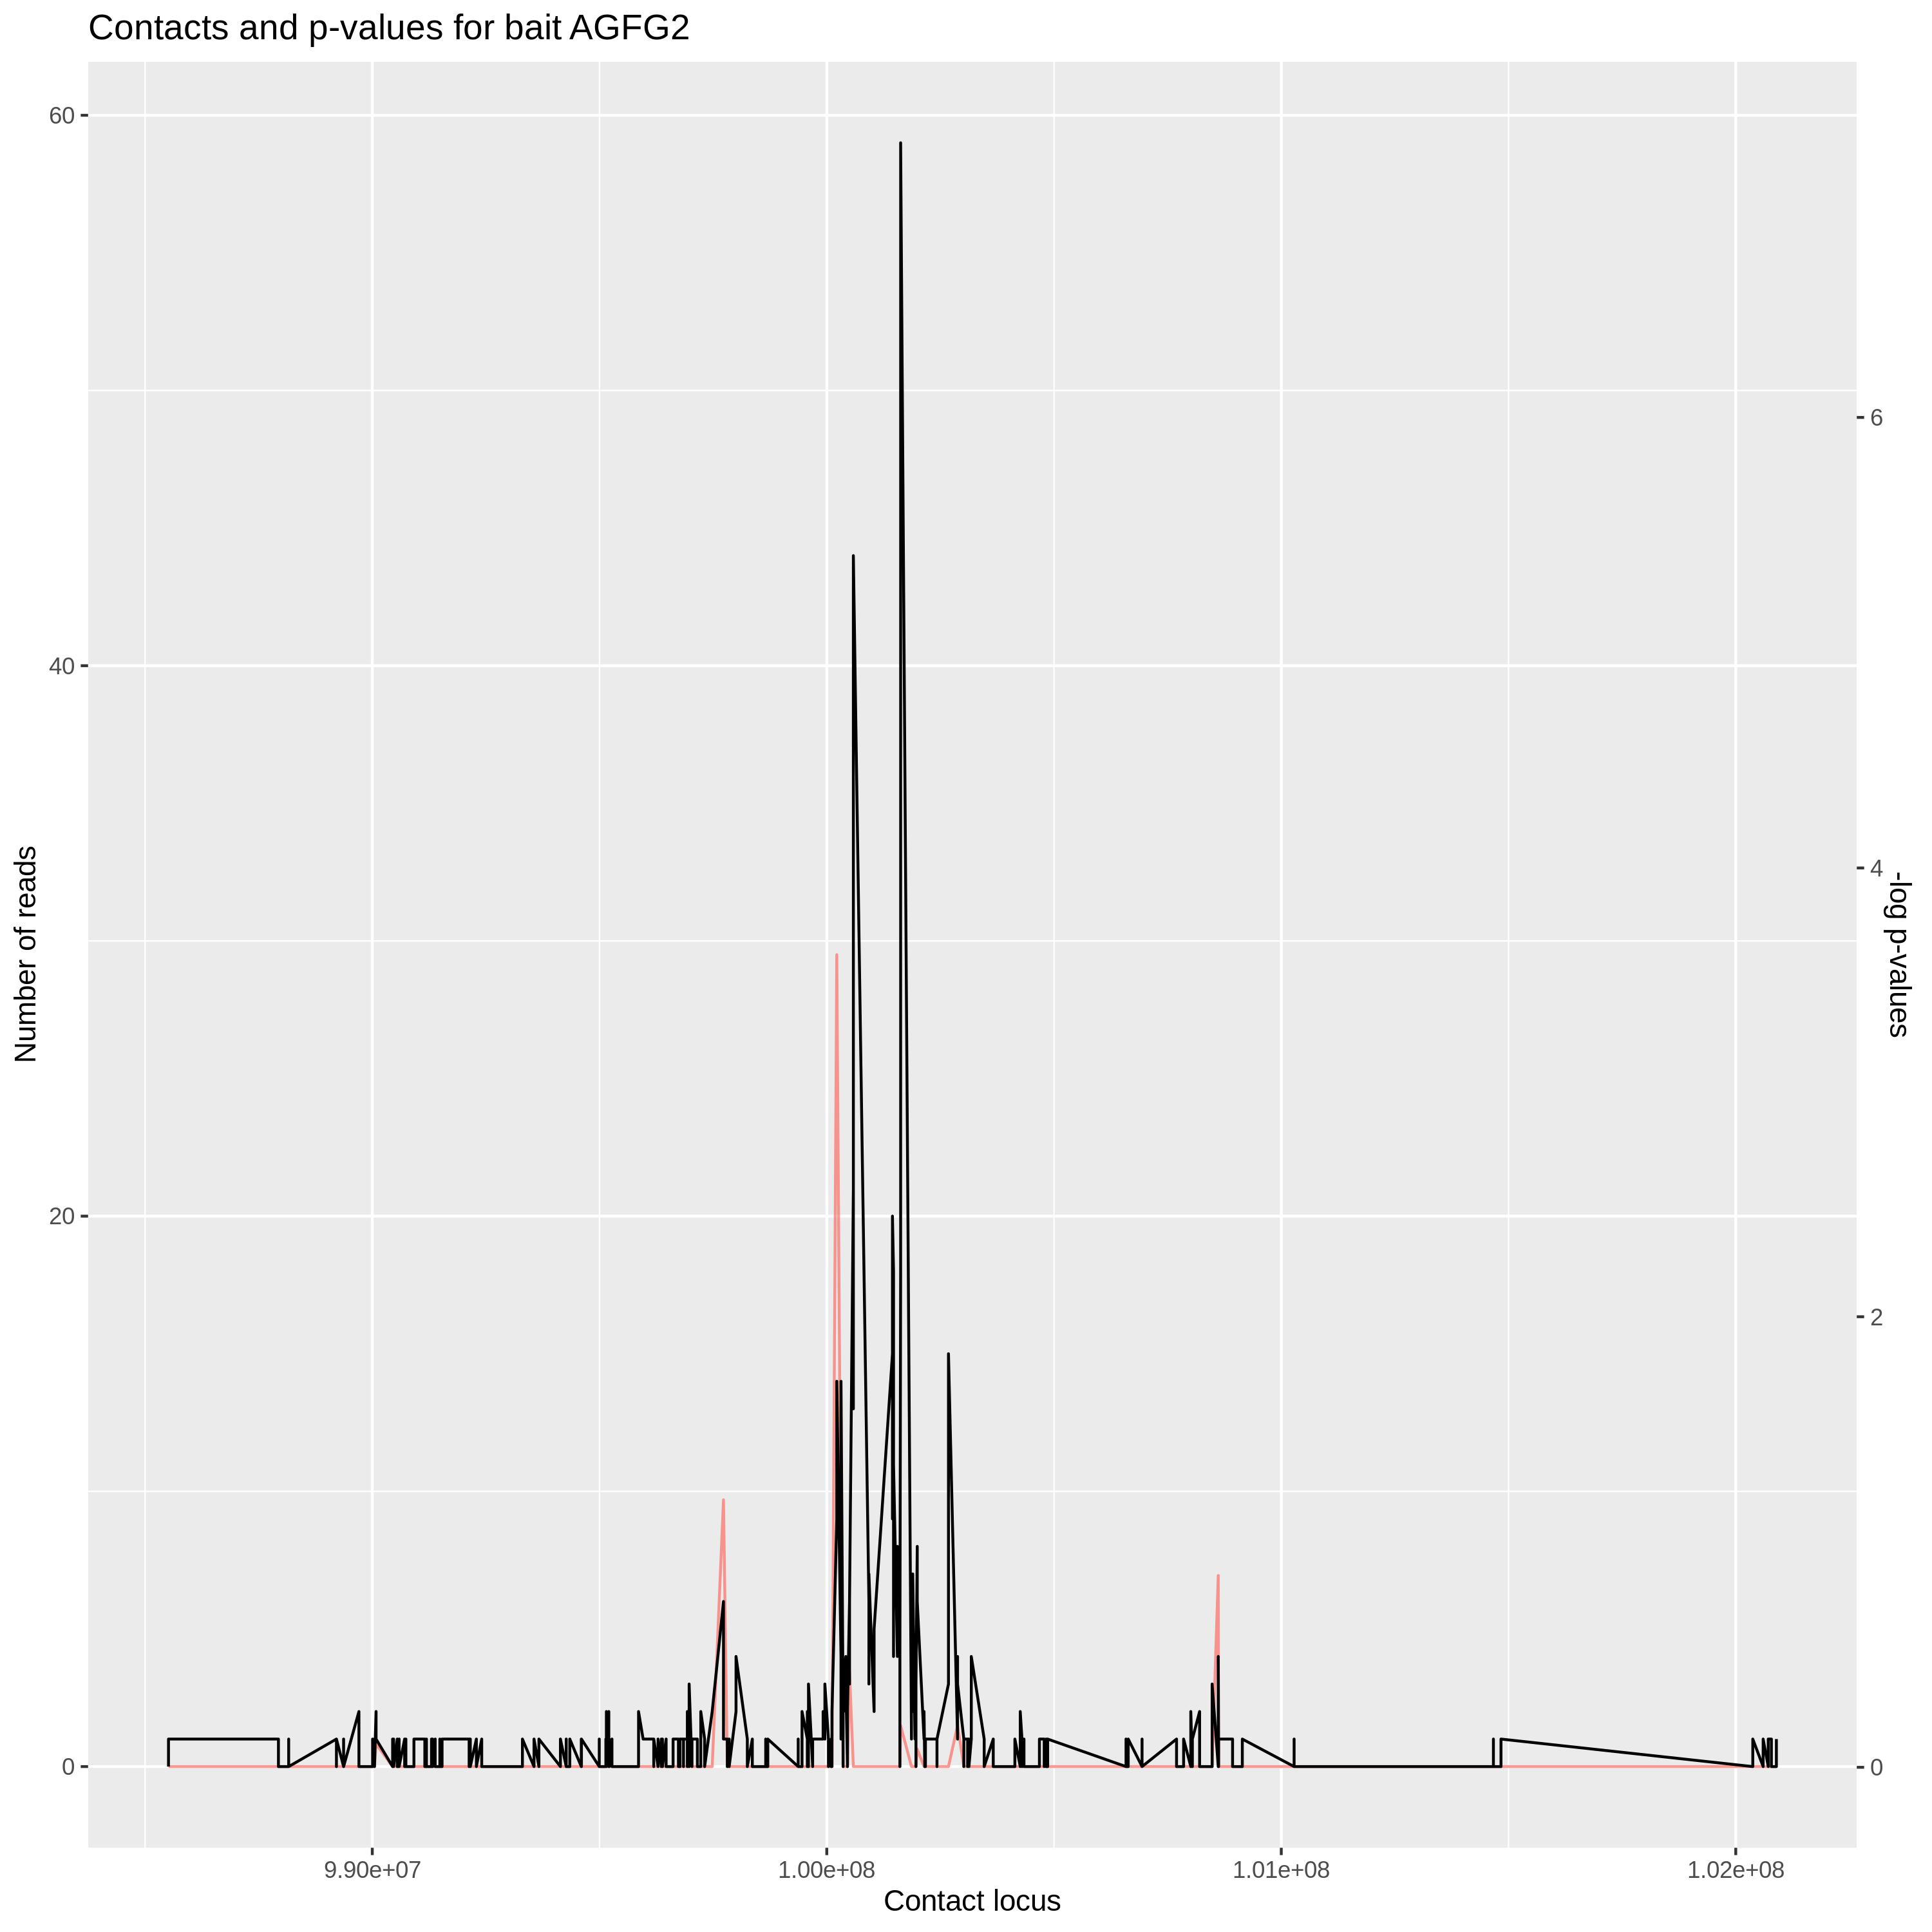 Contacts and p-values for bait AGFG2
60
40
20
0
Number of reads
6
4
2
0
-log p-values
9.90e+07
1.00e+08
1.01e+08
1.02e+08
Contact locus